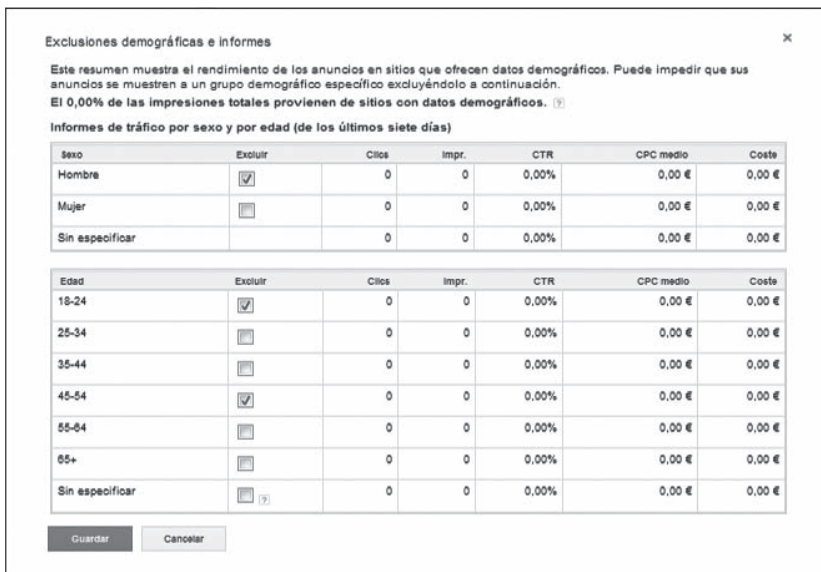 Exclusiones demográficas e informes
Este resumen muestra el rendimiento de los anuncios en sitios que ofrecen datos demográficos. Puede impedir que sus
anuncios se muestren a un grupo demográfico específico excluyéndolo a continuación.
El 0,00% de las impresiones totales provienen de sitios con datos demográficos. ?
Informes de tráfico por sexo y por edad (de los últimos siete días)
Sexo Excluir Clics Impr. CTR CPC medio Coste
Hombre 0 0 0,00% 0,00 € 0,00 €
Mujer 0 0 0,00% 0,00 € 0,00 €
Sin especificar 0 0 0,00% 0,00 € 0,00 €
Edad Excluir Clics Impr. CTR CPC medio Coste
18-24 0 0 0,00% 0,00 € 0,00 €
25-34 0 0 0,00% 0,00 € 0,00 €
35-44 0 0 0,00% 0,00 € 0,00 €
45-54 0 0 0,00% 0,00 € 0,00 €
55-64 0 0 0,00% 0,00 € 0,00 €
65+ 0 0 0,00% 0,00 € 0,00 €
Sin especificar ? 0 0 0,00% 0,00 € 0,00 €
Guardar Cancelar